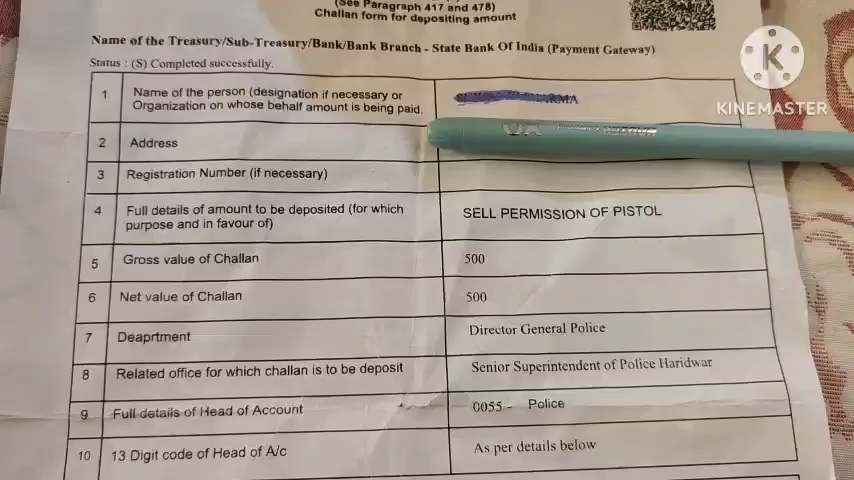 (See Paragraph 417 and 478)
Challan form for depositing amount
Name of the Treasury/Sub-Treasury/Bank/Bank Branch - State Bank Of India (Payment Gateway)
Status : (S) Completed successfully.
1 Name of the person (designation if necessary or
Organization on whose behalf amount is being paid. RMA
2 Address
3 Registration Number (if necessary)
4 Full details of amount to be deposited (for which
purpose and in favour of) SELL PERMISSION OF PISTOL
5 Gross value of Challan 500
6 Net value of Challan 500
7 Deaprtment Director General Police
8 Related office for which challan is to be deposit Senior Superintendent of Police Haridwar
9 Full details of Head of Account 0055 - Police
10 13 Digit code of Head of A/c As per details below
K
KINEMASTER